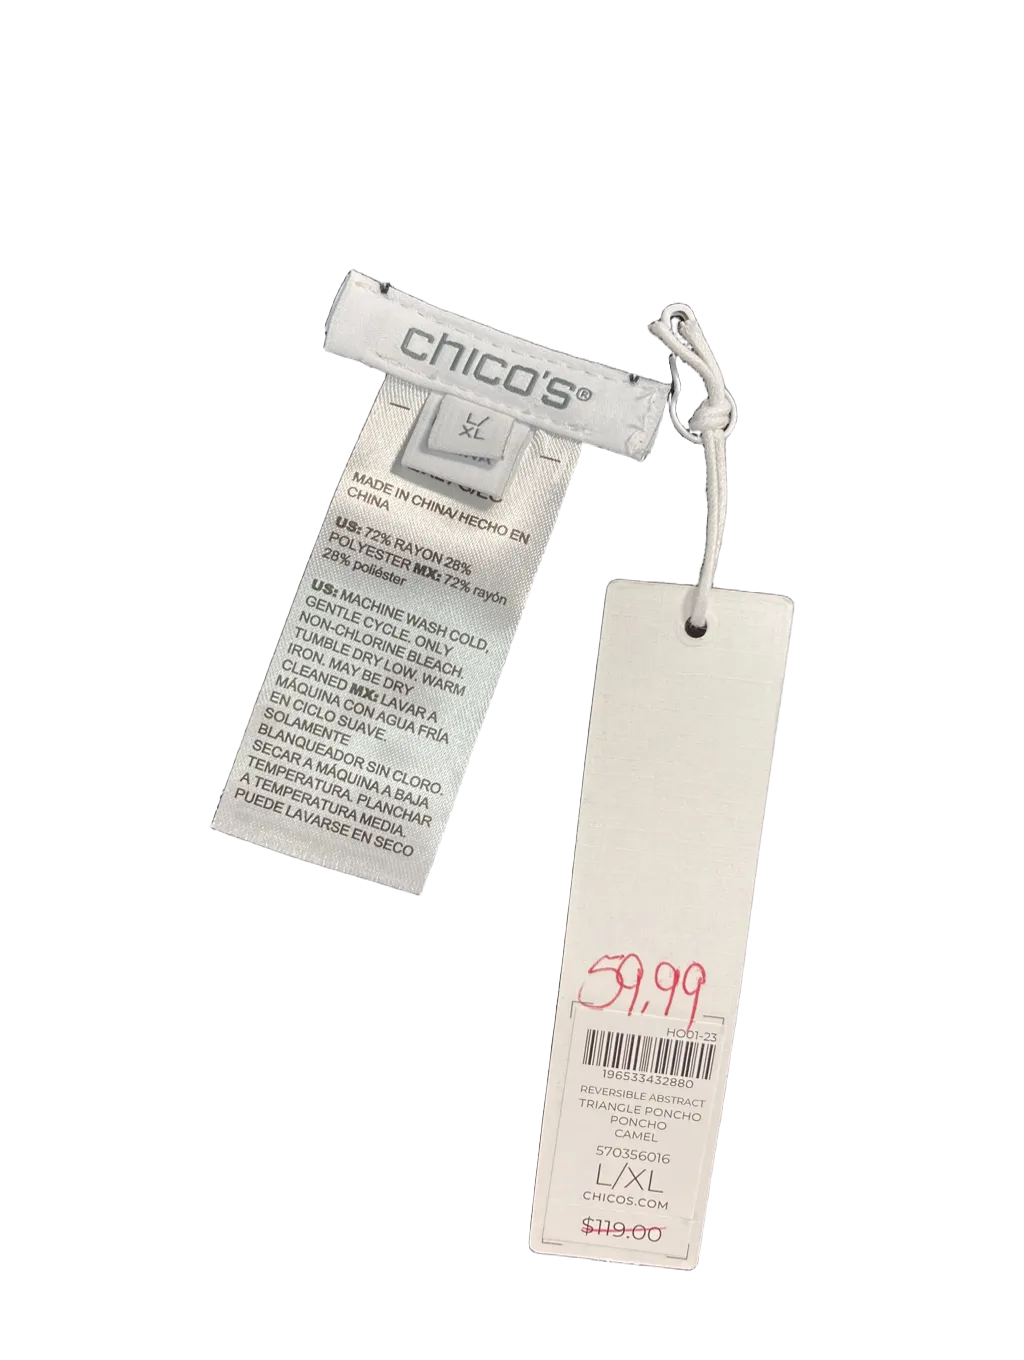 chico's®
L/
XL
MADE IN CHINA/ HECHO EN
CHINA
US: 72% RAYON 28%
POLYESTER MX: 72% rayón
28% poliéster
US: MACHINE WASH COLD,
GENTLE CYCLE. ONLY
NON-CHLORINE BLEACH.
TUMBLE DRY LOW. WARM
IRON. MAY BE DRY
CLEANED MX: LAVAR A
MÁQUINA CON AGUA FRÍA
EN CICLO SUAVE.
SOLAMENTE
BLANQUEADOR SIN CLORO.
SECAR A MÁQUINA A BAJA
TEMPERATURA. PLANCHAR
A TEMPERATURA MEDIA.
PUEDE LAVARSE EN SECO
59.99
HO01-23
196533432880
REVERSIBLE ABSTRACT
TRIANGLE PONCHO
PONCHO
CAMEL
570356016
L/XL
CHICOS.COM
$119.00